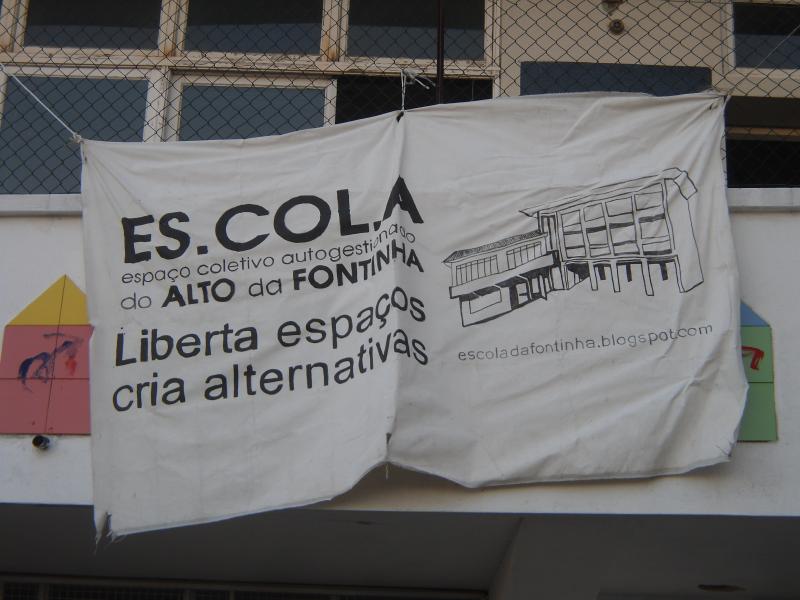 ES.COL.A
espaço coletivo autogestionado
do ALTO da FONTINHA
Liberta espaços
cria alternativas
escoladafontinha.blogspot.com